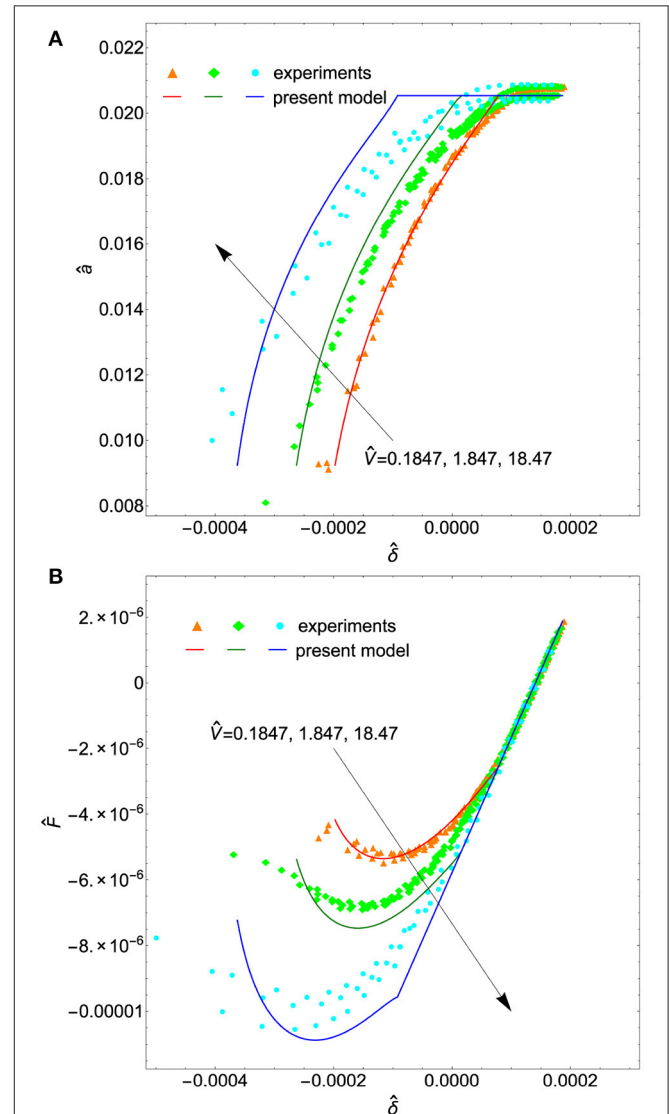 A
0.022
experiments
present model
0.020
0.018
0.016
â
0.014
0.012
0.010
V̂=0.1847, 1.847, 18.47
0.008
−0.0004 −0.0002 0.0000 0.0002
δ̂
B
2.×10⁻⁶
experiments
present model
0
V̂=0.1847, 1.847, 18.47
−2.×10⁻⁶
−4.×10⁻⁶
F̂
−6.×10⁻⁶
−8.×10⁻⁶
−0.00001
−0.0004 −0.0002 0.0000 0.0002
δ̂